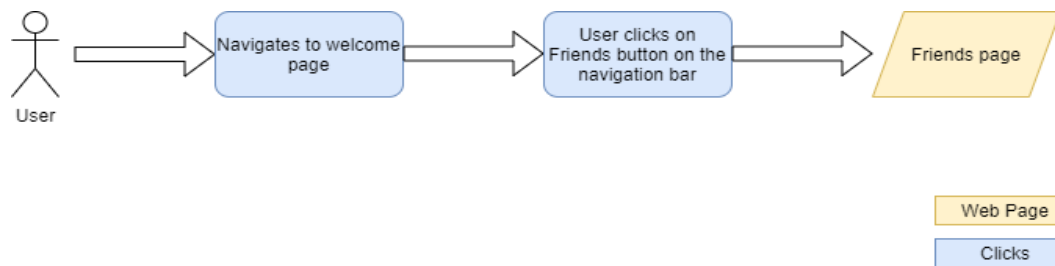 User
Navigates to welcome
page
User clicks on
Friends button on the
navigation bar
Friends page
Web Page
Clicks